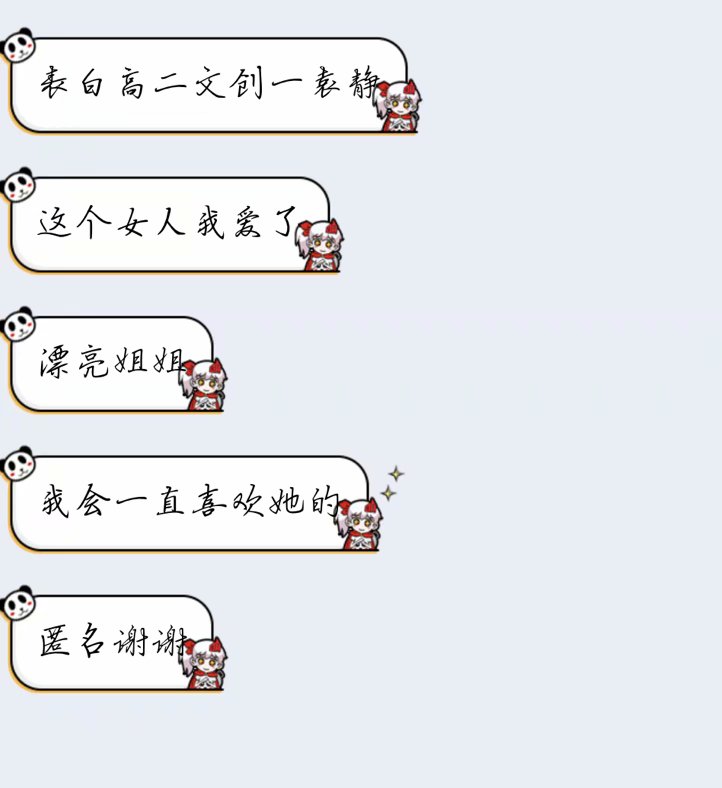 表白高二文创一袁静
这个女人我爱了
漂亮姐姐
我会一直喜欢她的
匿名谢谢